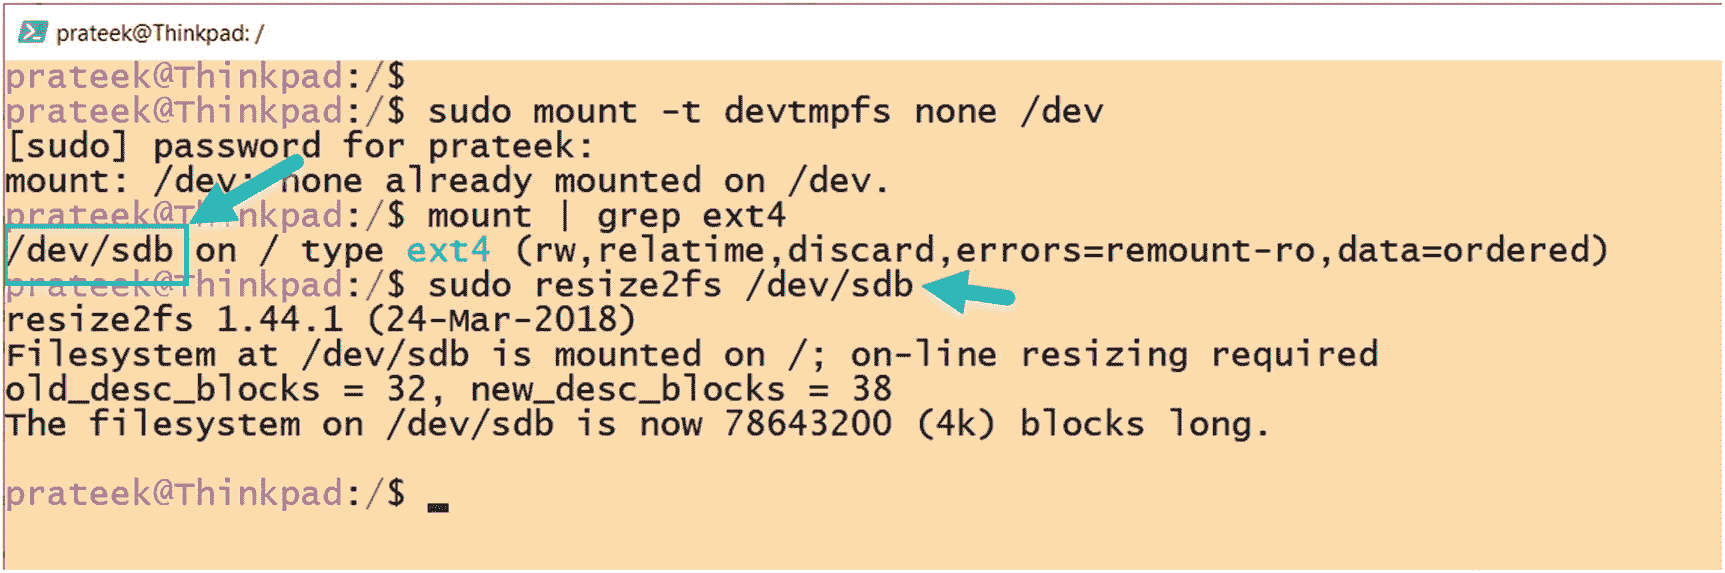 prateek@Thinkpad: /
prateek@Thinkpad:/$
prateek@Thinkpad:/$ sudo mount -t devtmpfs none /dev
[sudo] password for prateek:
mount: /dev: none already mounted on /dev.
prateek@Thinkpad:/$ mount | grep ext4
/dev/sdb on / type ext4 (rw,relatime,discard,errors=remount-ro,data=ordered)
prateek@Thinkpad:/$ sudo resize2fs /dev/sdb
resize2fs 1.44.1 (24-Mar-2018)
Filesystem at /dev/sdb is mounted on /; on-line resizing required
old_desc_blocks = 32, new_desc_blocks = 38
The filesystem on /dev/sdb is now 78643200 (4k) blocks long.
prateek@Thinkpad:/$